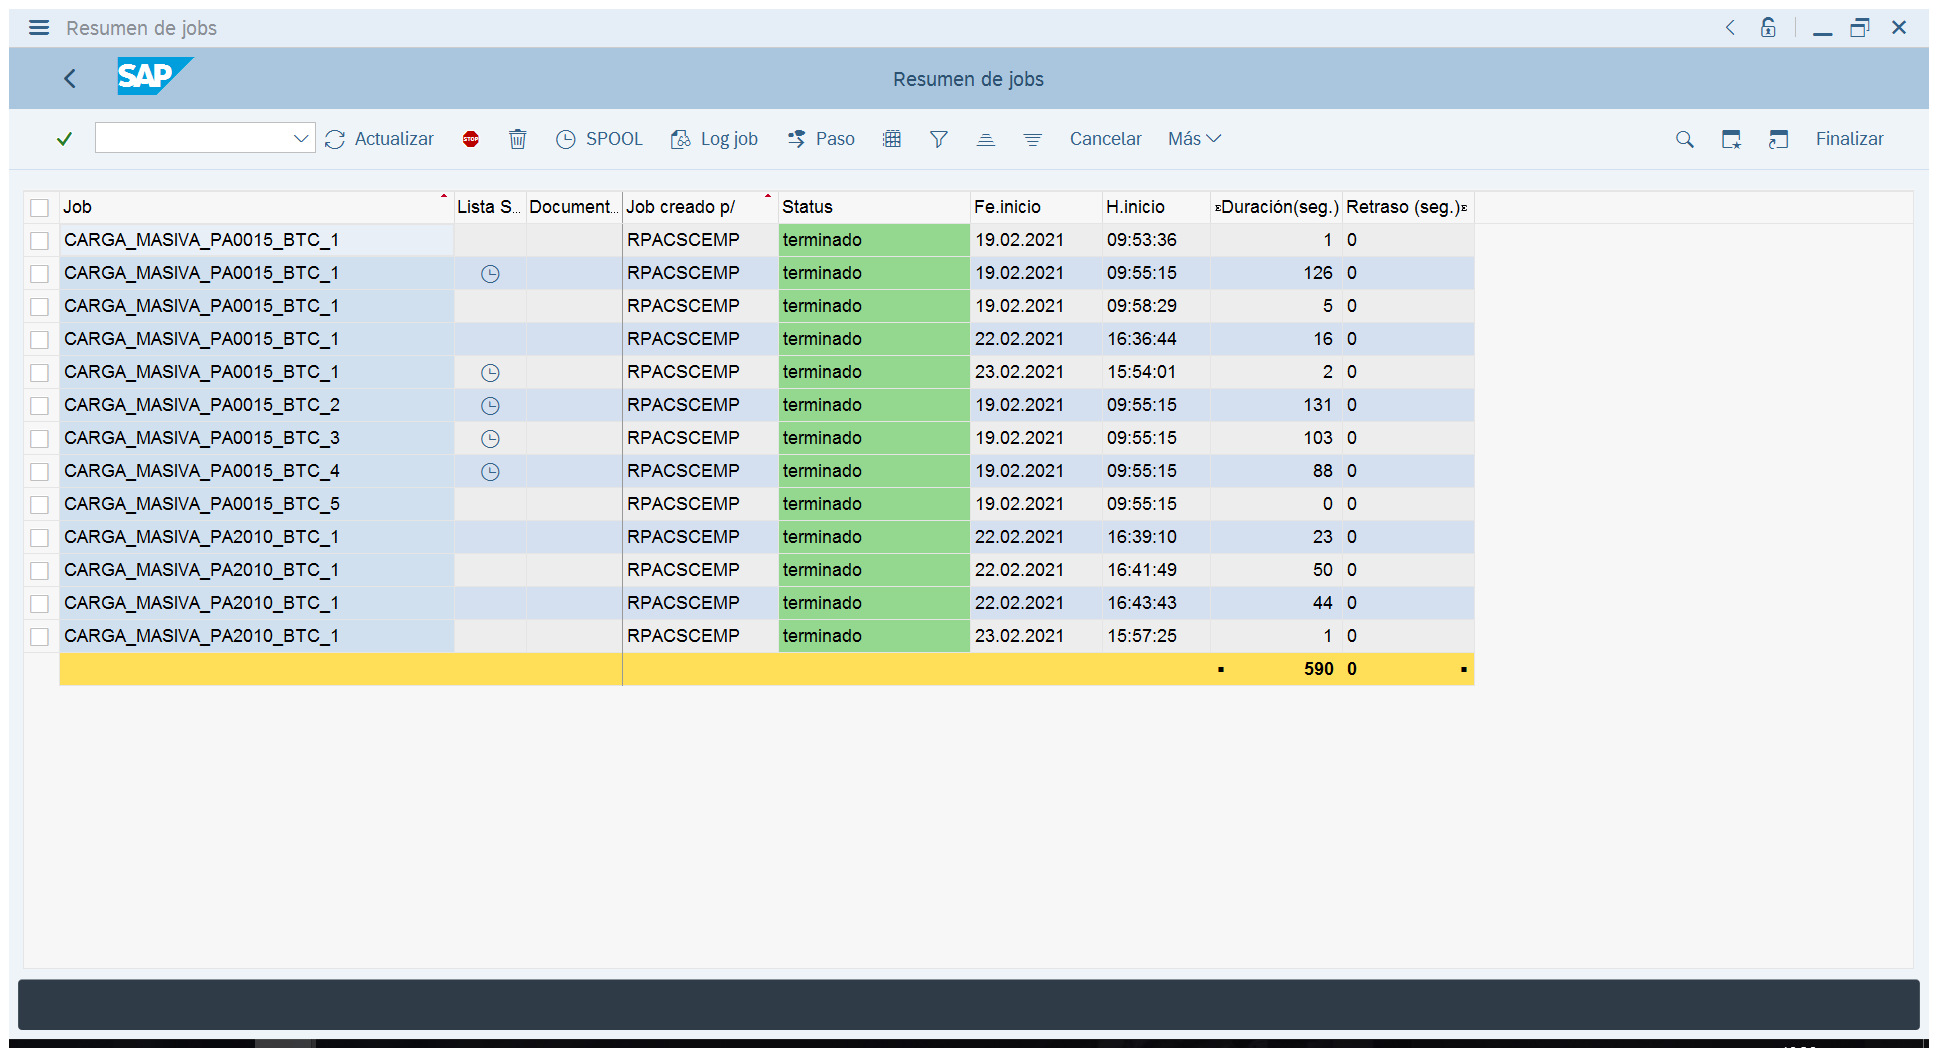 Resumen de jobs
SAP
Resumen de jobs
Actualizar STOP SPOOL Log job Paso Cancelar Más Finalizar
Job Lista S... Document... Job creado p/ Status Fe.inicio H.inicio ΣDuración(seg.) Retraso (seg.)Σ
CARGA_MASIVA_PA0015_BTC_1 RPACSCEMP terminado 19.02.2021 09:53:36 1 0
CARGA_MASIVA_PA0015_BTC_1 RPACSCEMP terminado 19.02.2021 09:55:15 126 0
CARGA_MASIVA_PA0015_BTC_1 RPACSCEMP terminado 19.02.2021 09:58:29 5 0
CARGA_MASIVA_PA0015_BTC_1 RPACSCEMP terminado 22.02.2021 16:36:44 16 0
CARGA_MASIVA_PA0015_BTC_1 RPACSCEMP terminado 23.02.2021 15:54:01 2 0
CARGA_MASIVA_PA0015_BTC_2 RPACSCEMP terminado 19.02.2021 09:55:15 131 0
CARGA_MASIVA_PA0015_BTC_3 RPACSCEMP terminado 19.02.2021 09:55:15 103 0
CARGA_MASIVA_PA0015_BTC_4 RPACSCEMP terminado 19.02.2021 09:55:15 88 0
CARGA_MASIVA_PA0015_BTC_5 RPACSCEMP terminado 19.02.2021 09:55:15 0 0
CARGA_MASIVA_PA2010_BTC_1 RPACSCEMP terminado 22.02.2021 16:39:10 23 0
CARGA_MASIVA_PA2010_BTC_1 RPACSCEMP terminado 22.02.2021 16:41:49 50 0
CARGA_MASIVA_PA2010_BTC_1 RPACSCEMP terminado 22.02.2021 16:43:43 44 0
CARGA_MASIVA_PA2010_BTC_1 RPACSCEMP terminado 23.02.2021 15:57:25 1 0
590 0